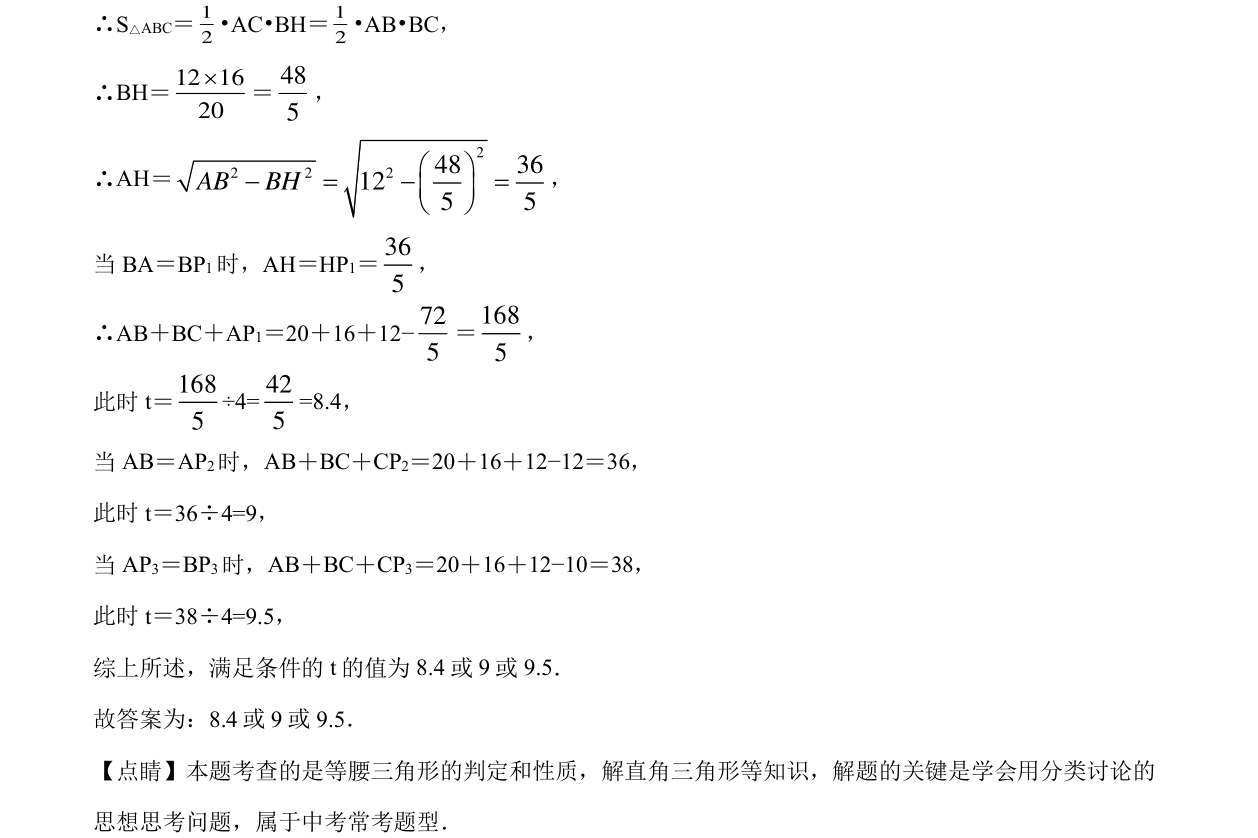 ∴S△ABC＝1/2•AC•BH＝1/2•AB•BC，
∴BH＝12×16/20＝48/5，
∴AH＝√(AB²－BH²)＝√(12²－(48/5)²)＝36/5，
当 BA＝BP₁时，AH＝HP₁＝36/5，
∴AB＋BC＋AP₁＝20＋16＋12−72/5＝168/5，
此时 t＝168/5÷4=42/5=8.4，
当 AB＝AP₂时，AB＋BC＋CP₂＝20＋16＋12−12＝36，
此时 t＝36÷4=9，
当 AP₃＝BP₃时，AB＋BC＋CP₃＝20＋16＋12−10＝38，
此时 t＝38÷4=9.5，
综上所述，满足条件的 t 的值为 8.4 或 9 或 9.5．
故答案为：8.4 或 9 或 9.5．
【点睛】本题考查的是等腰三角形的判定和性质，解直角三角形等知识，解题的关键是学会用分类讨论的
思想思考问题，属于中考常考题型．